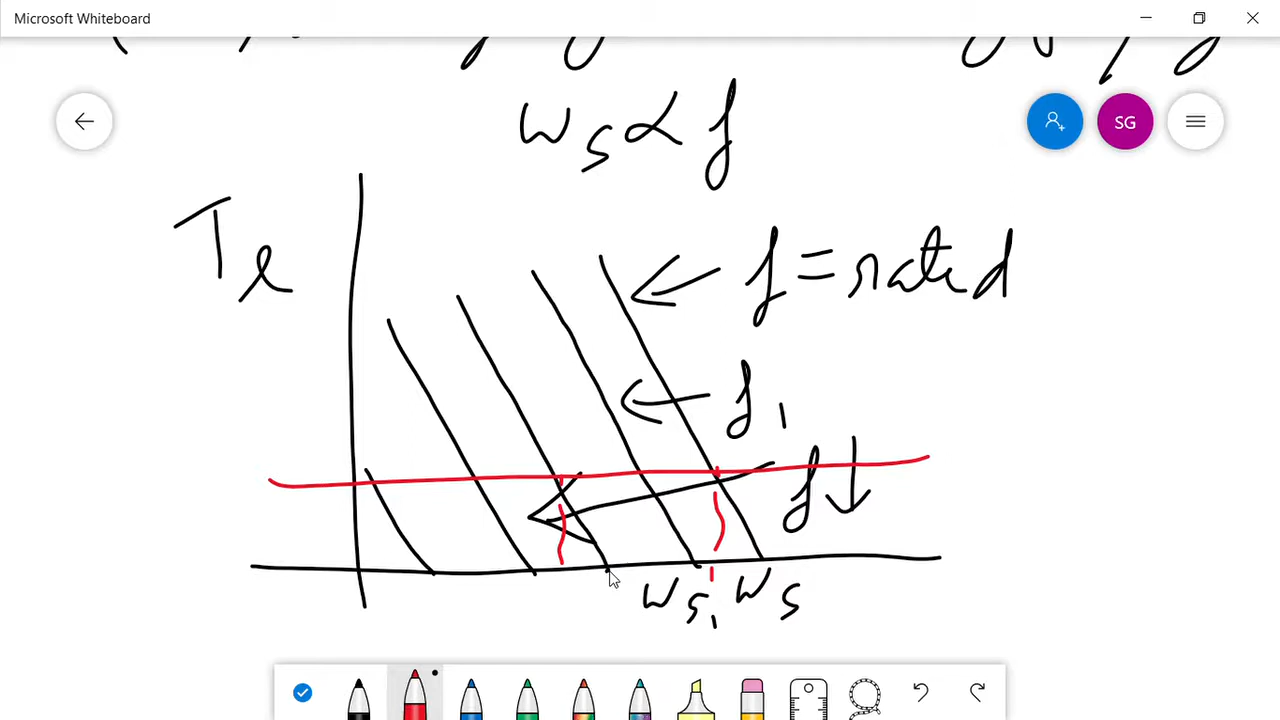 Microsoft Whiteboard
SG
ws∝f
Te
f=rated
f1
f↓
ws1 ws